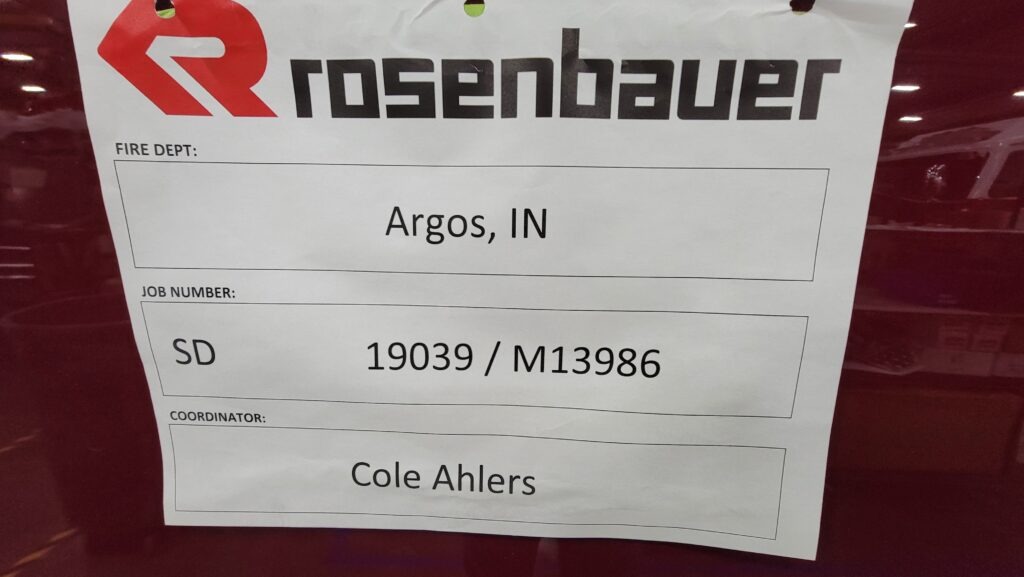 rosenbauer
FIRE DEPT:
Argos, IN
JOB NUMBER:
SD 19039 / M13986
COORDINATOR:
Cole Ahlers